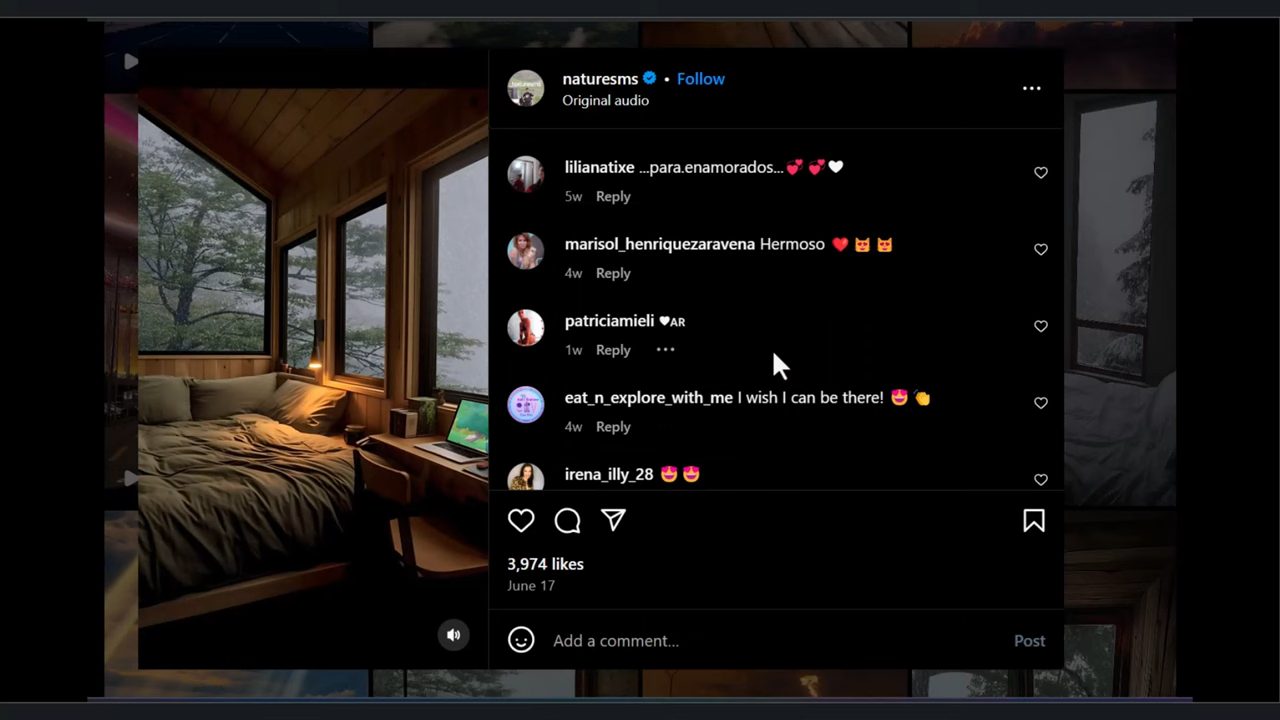 naturesms • Follow
Original audio
lilianatixe ...para.enamorados...💞💞🤍
5w Reply
marisol_henriquezaravena Hermoso ❤️😻😻
4w Reply
patriciamieli ♥AR
1w Reply
eat_n_explore_with_me I wish I can be there! 😍👏
4w Reply
irena_illy_28 😍😍
3,974 likes
June 17
Add a comment... Post